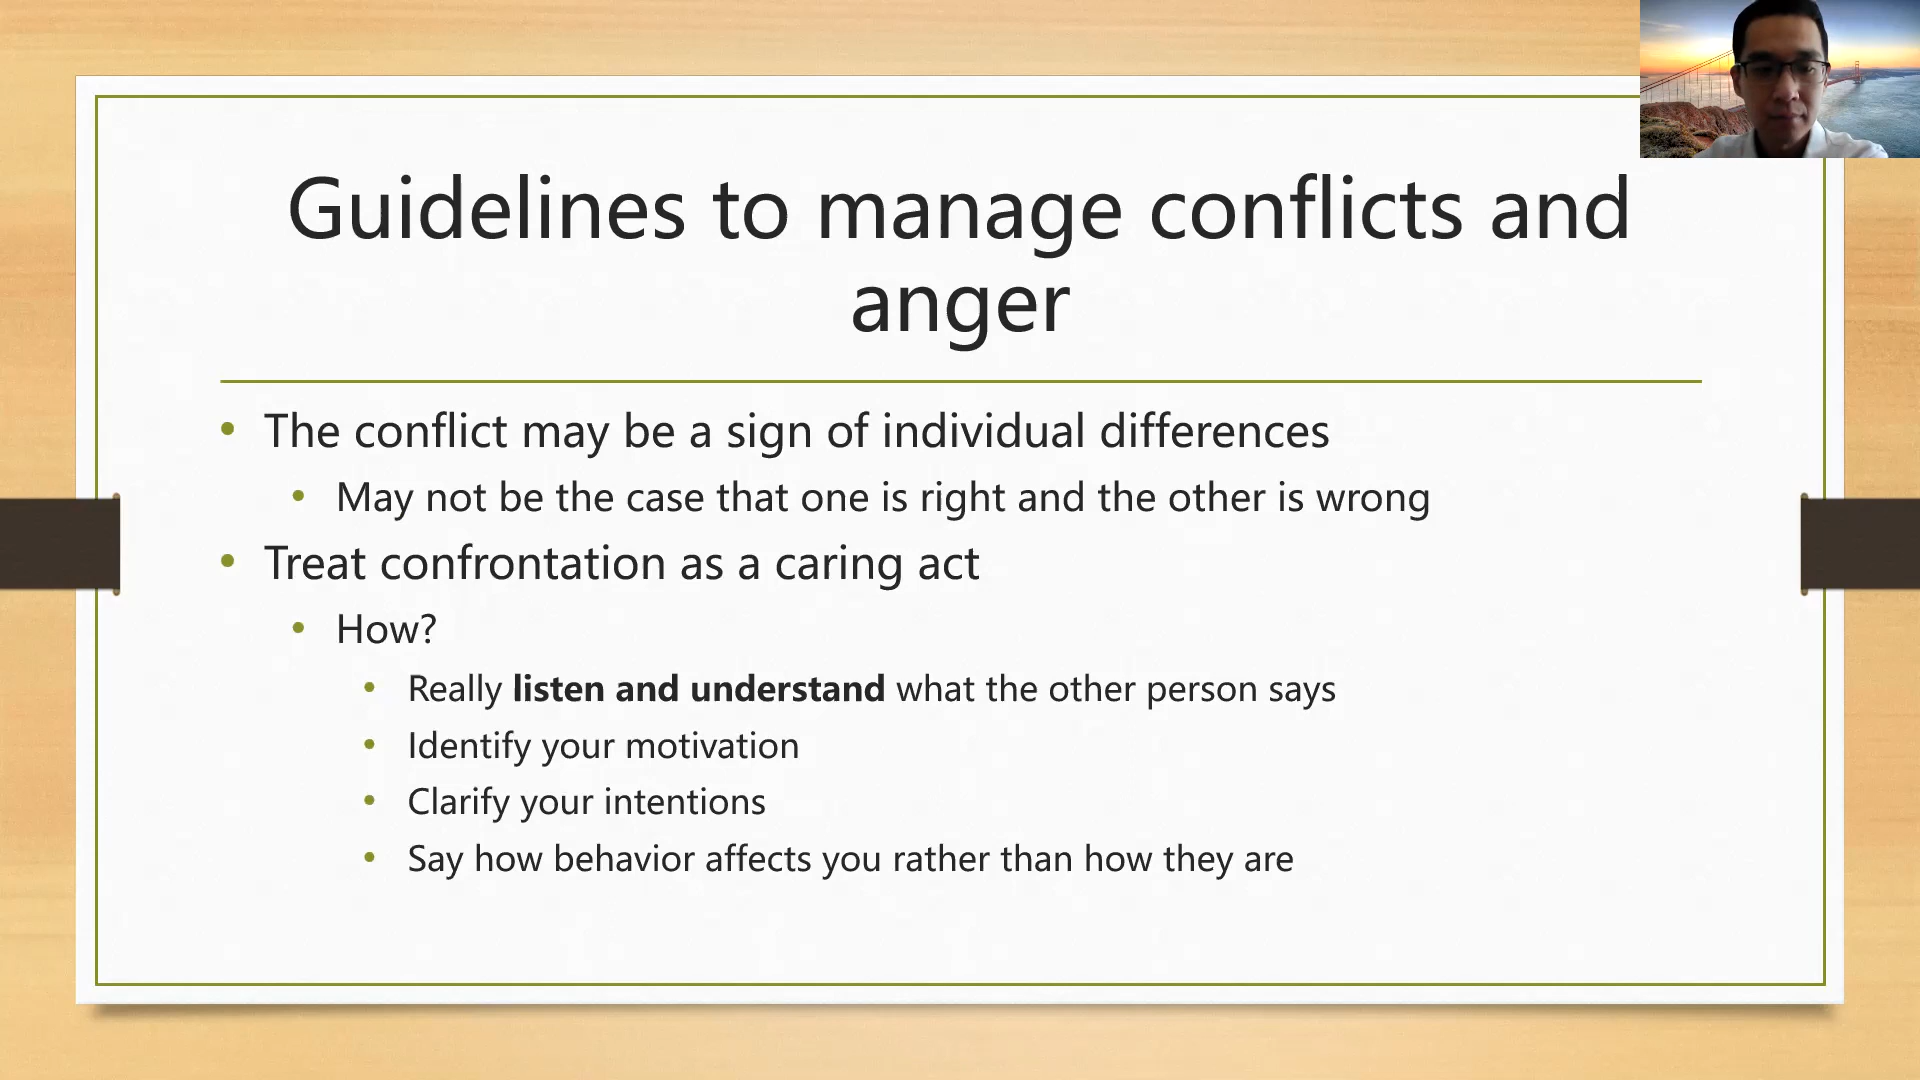 Guidelines to manage conflicts and
anger
• The conflict may be a sign of individual differences
• May not be the case that one is right and the other is wrong
• Treat confrontation as a caring act
• How?
• Really listen and understand what the other person says
• Identify your motivation
• Clarify your intentions
• Say how behavior affects you rather than how they are